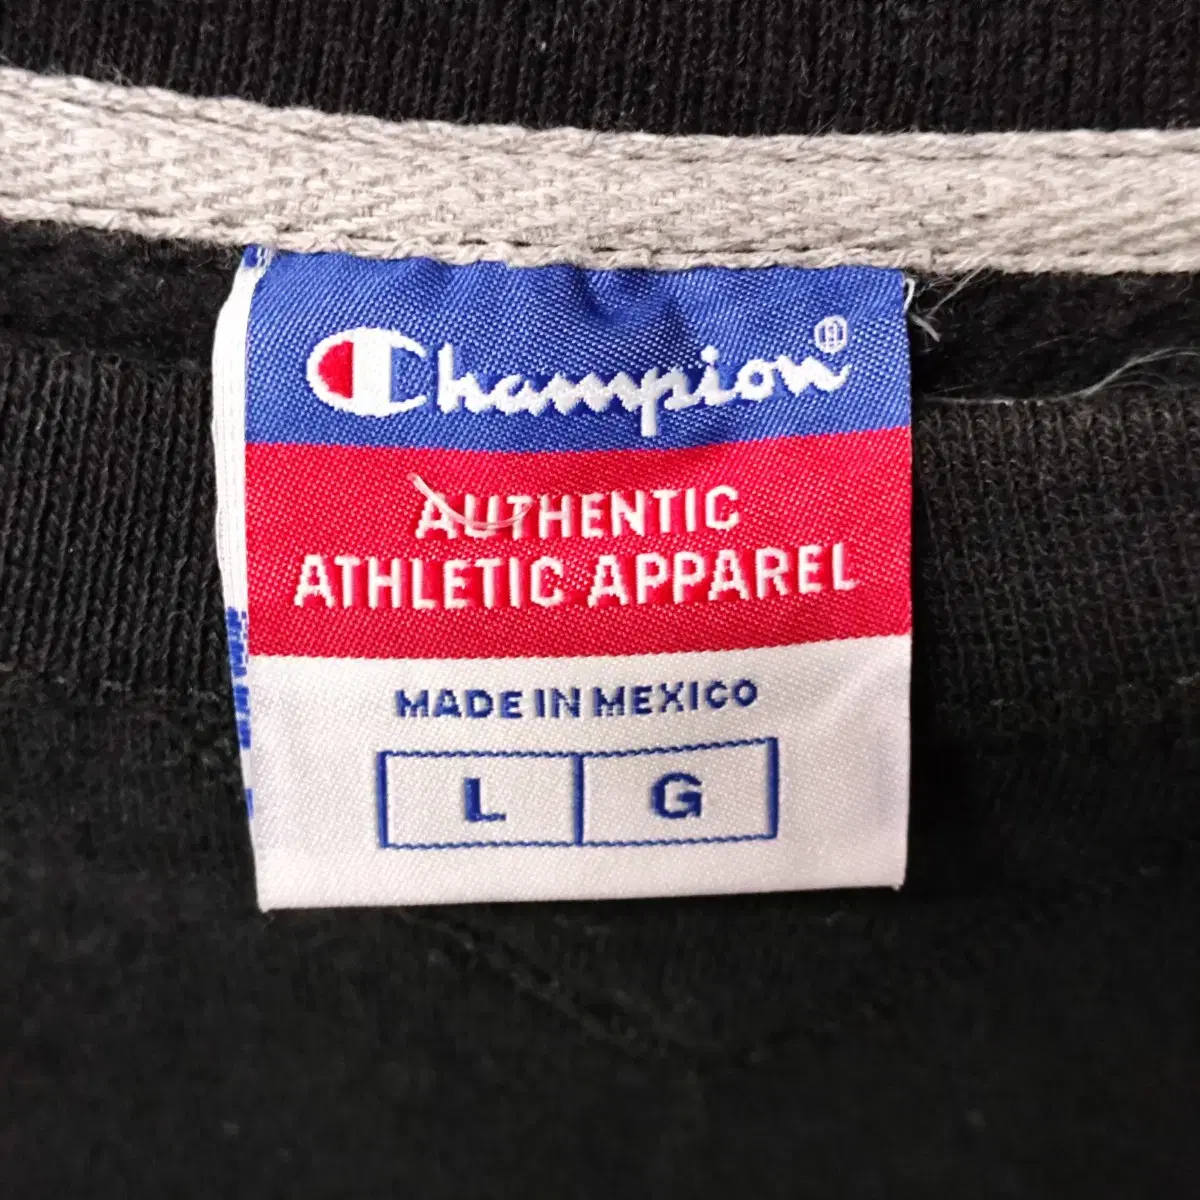 Champion®
AUTHENTIC
ATHLETIC APPAREL
MADE IN MEXICO
L G